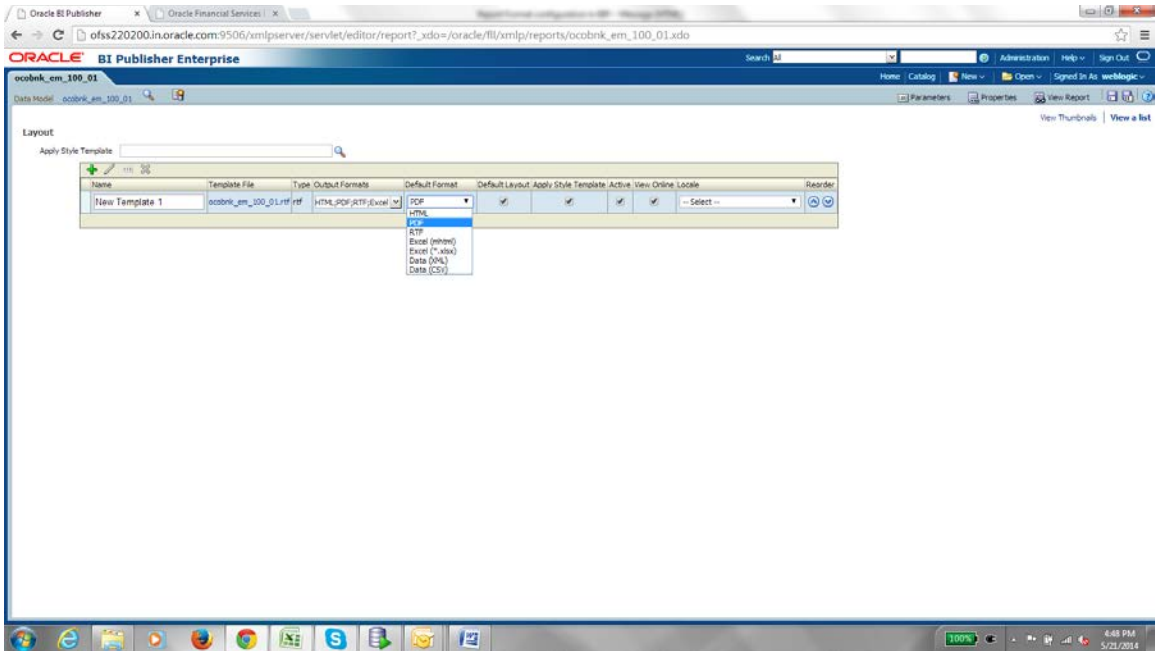 Oracle BI Publisher
Oracle Financial Services
ofss220200.in.oracle.com:9506/xmlpserver/servlet/editor/report?_xdo=/oracle/fll/xmlp/reports/ocobnk_em_100_01.xdo
ORACLE BI Publisher Enterprise
Search All
Administration Help Sign Out
ocobnk_em_100_01
Home Catalog New Open Signed In As weblogic
Data Model ocobnk_em_100_01
Parameters Properties View Report
View Thumbnails View a list
Layout
Apply Style Template
Name Template File Type Output Formats Default Format Default Layout Apply Style Template Active View Online Locale Reorder
New Template 1 ocobnk_em_100_01.rtf rtf HTML;PDF;RTF;Excel PDF -- Select --
HTML
PDF
RTF
Excel (mhtml)
Excel (*.xlsx)
Data (XML)
Data (CSV)
100%
4:48 PM
5/21/2014